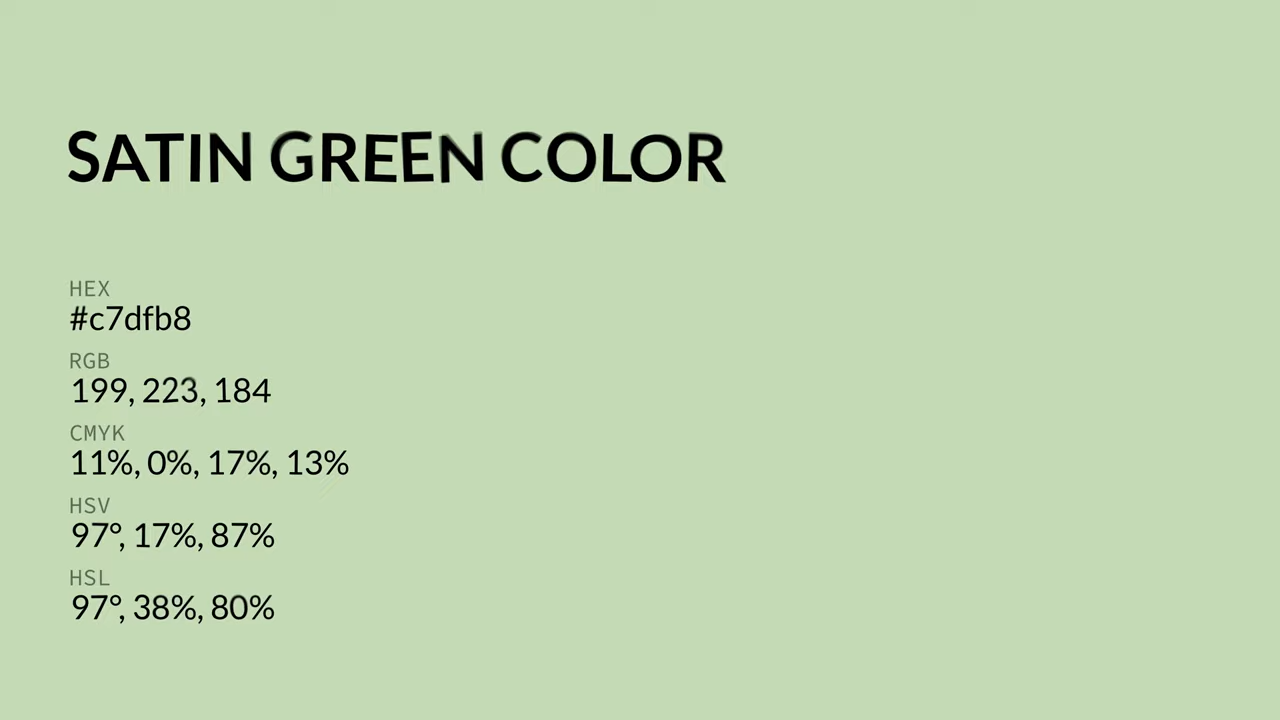 SATIN GREEN COLOR
HEX
#c7dfb8
RGB
199, 223, 184
CMYK
11%, 0%, 17%, 13%
HSV
97°, 17%, 87%
HSL
97°, 38%, 80%